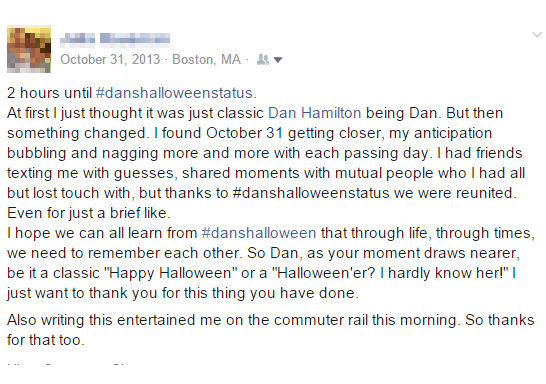 October 31, 2013 · Boston, MA ·
2 hours until #danshalloweenstatus.
At first I just thought it was just classic Dan Hamilton being Dan. But then
something changed. I found October 31 getting closer, my anticipation
bubbling and nagging more and more with each passing day. I had friends
texting me with guesses, shared moments with mutual people who I had all
but lost touch with, but thanks to #danshalloweenstatus we were reunited.
Even for just a brief like.
I hope we can all learn from #danshalloween that through life, through times,
we need to remember each other. So Dan, as your moment draws nearer,
be it a classic "Happy Halloween" or a "Halloween'er? I hardly know her!" I
just want to thank you for this thing you have done.
Also writing this entertained me on the commuter rail this morning. So thanks
for that too.